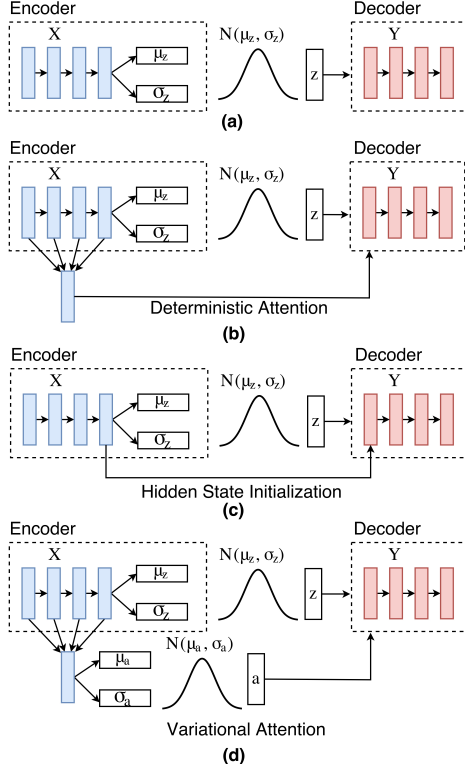 Encoder Decoder
X N(μz, σz) Y
μz
z
σz
(a)
Encoder Decoder
X N(μz, σz) Y
μz
z
σz
Deterministic Attention
(b)
Encoder Decoder
X N(μz, σz) Y
μz
z
σz
Hidden State Initialization
(c)
Encoder Decoder
X N(μz, σz) Y
μz
z
σz
N(μa, σa)
μa
a
σa
Variational Attention
(d)